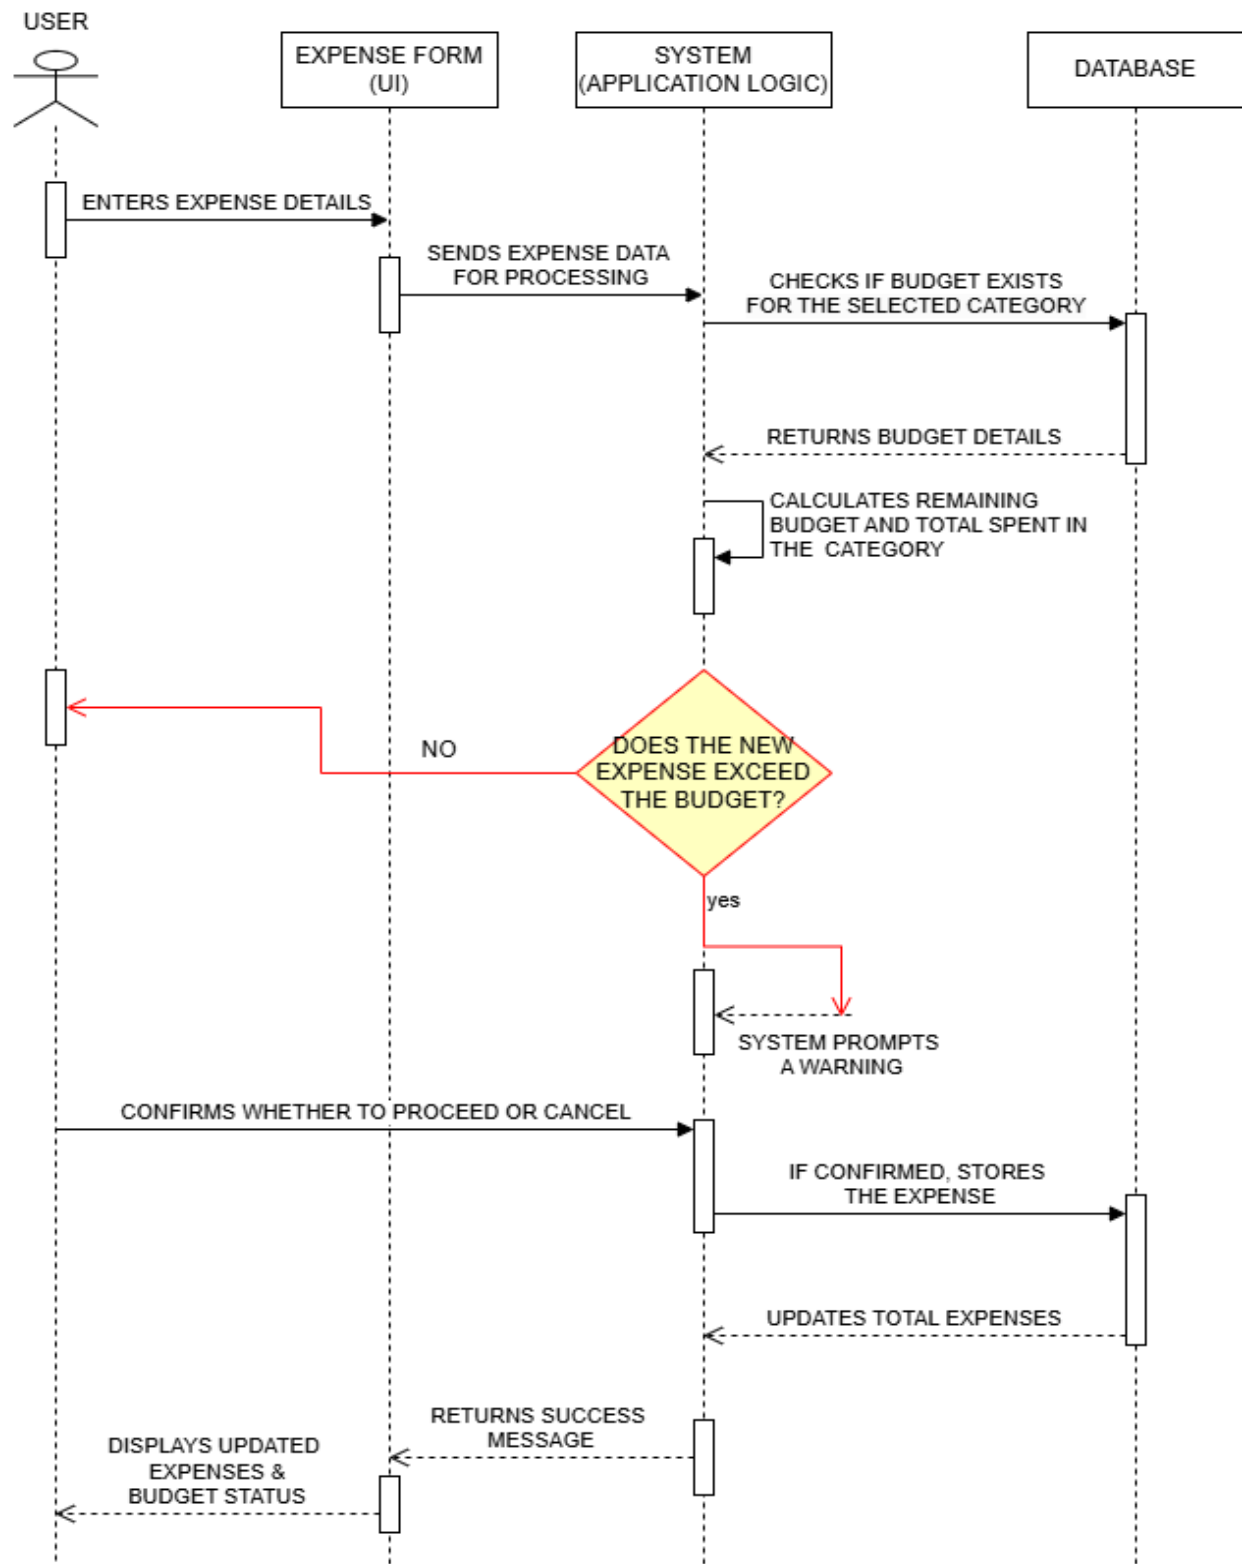 USER
EXPENSE FORM
(UI)
SYSTEM
(APPLICATION LOGIC)
DATABASE
ENTERS EXPENSE DETAILS
SENDS EXPENSE DATA
FOR PROCESSING
CHECKS IF BUDGET EXISTS
FOR THE SELECTED CATEGORY
RETURNS BUDGET DETAILS
CALCULATES REMAINING
BUDGET AND TOTAL SPENT IN
THE CATEGORY
NO
DOES THE NEW
EXPENSE EXCEED
THE BUDGET?
yes
SYSTEM PROMPTS
A WARNING
CONFIRMS WHETHER TO PROCEED OR CANCEL
IF CONFIRMED, STORES
THE EXPENSE
UPDATES TOTAL EXPENSES
RETURNS SUCCESS
MESSAGE
DISPLAYS UPDATED
EXPENSES &
BUDGET STATUS